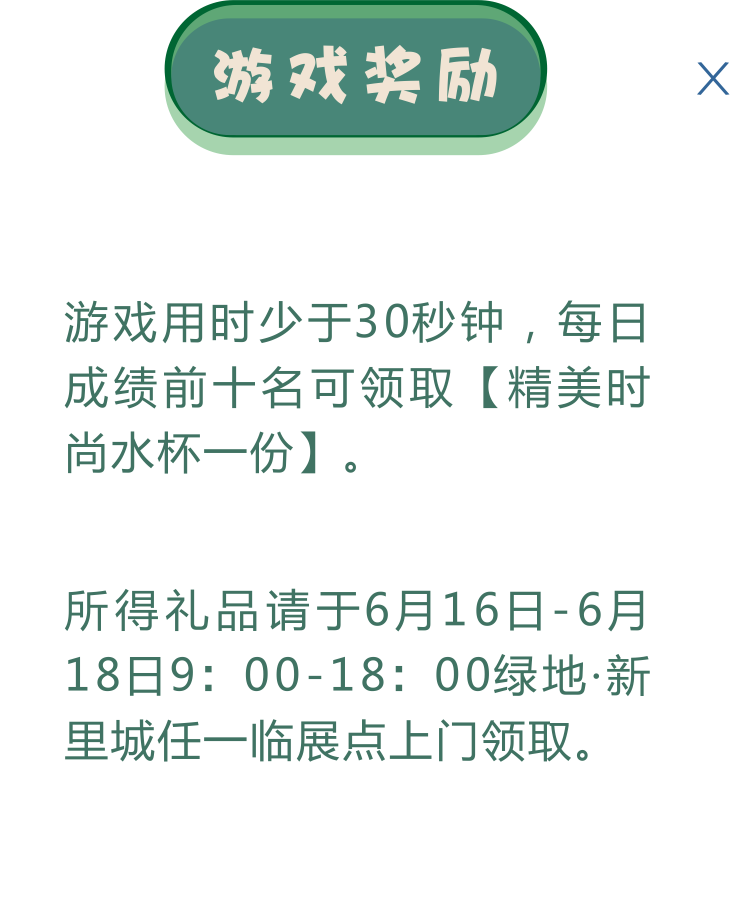 游戏奖励
游戏用时少于30秒钟，每日
成绩前十名可领取【精美时
尚水杯一份】。
所得礼品请于6月16日-6月
18日9：00-18：00绿地·新
里城任一临展点上门领取。